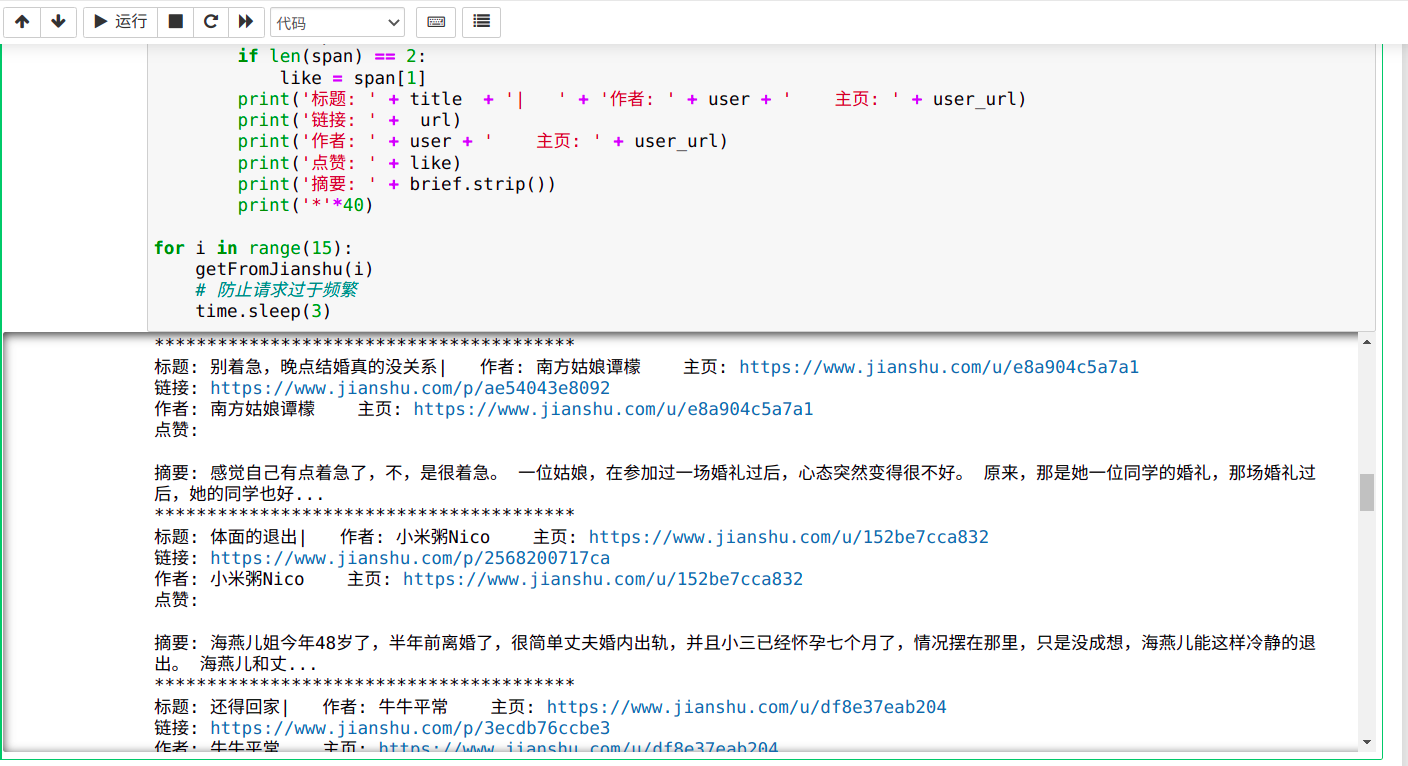 运行 代码
if len(span) == 2:
like = span[1]
print('标题: ' + title  + '|   ' + '作者: ' + user + '    主页: ' + user_url)
print('链接: ' +  url)
print('作者: ' + user + '    主页: ' + user_url)
print('点赞: ' + like)
print('摘要: ' + brief.strip())
print('*'*40)
for i in range(15):
getFromJianshu(i)
# 防止请求过于频繁
time.sleep(3)
****************************************
标题: 别着急，晚点结婚真的没关系|   作者: 南方姑娘谭檬    主页: https://www.jianshu.com/u/e8a904c5a7a1
链接: https://www.jianshu.com/p/ae54043e8092
作者: 南方姑娘谭檬    主页: https://www.jianshu.com/u/e8a904c5a7a1
点赞:
摘要: 感觉自己有点着急了，不，是很着急。 一位姑娘，在参加过一场婚礼过后，心态突然变得很不好。 原来，那是她一位同学的婚礼，那场婚礼过
后，她的同学也好...
****************************************
标题: 体面的退出|   作者: 小米粥Nico    主页: https://www.jianshu.com/u/152be7cca832
链接: https://www.jianshu.com/p/2568200717ca
作者: 小米粥Nico    主页: https://www.jianshu.com/u/152be7cca832
点赞:
摘要: 海燕儿姐今年48岁了，半年前离婚了，很简单丈夫婚内出轨，并且小三已经怀孕七个月了，情况摆在那里，只是没成想，海燕儿能这样冷静的退
出。 海燕儿和丈...
****************************************
标题: 还得回家|   作者: 牛牛平常    主页: https://www.jianshu.com/u/df8e37eab204
链接: https://www.jianshu.com/p/3ecdb76ccbe3
作者: 牛牛平常    主页: https://www.jianshu.com/u/df8e37eab204